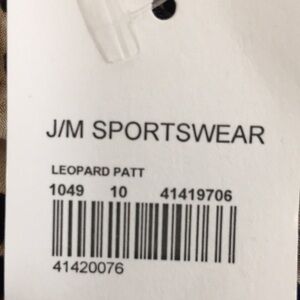 J/M SPORTSWEAR
LEOPARD PATT
1049 10 41419706
41420076